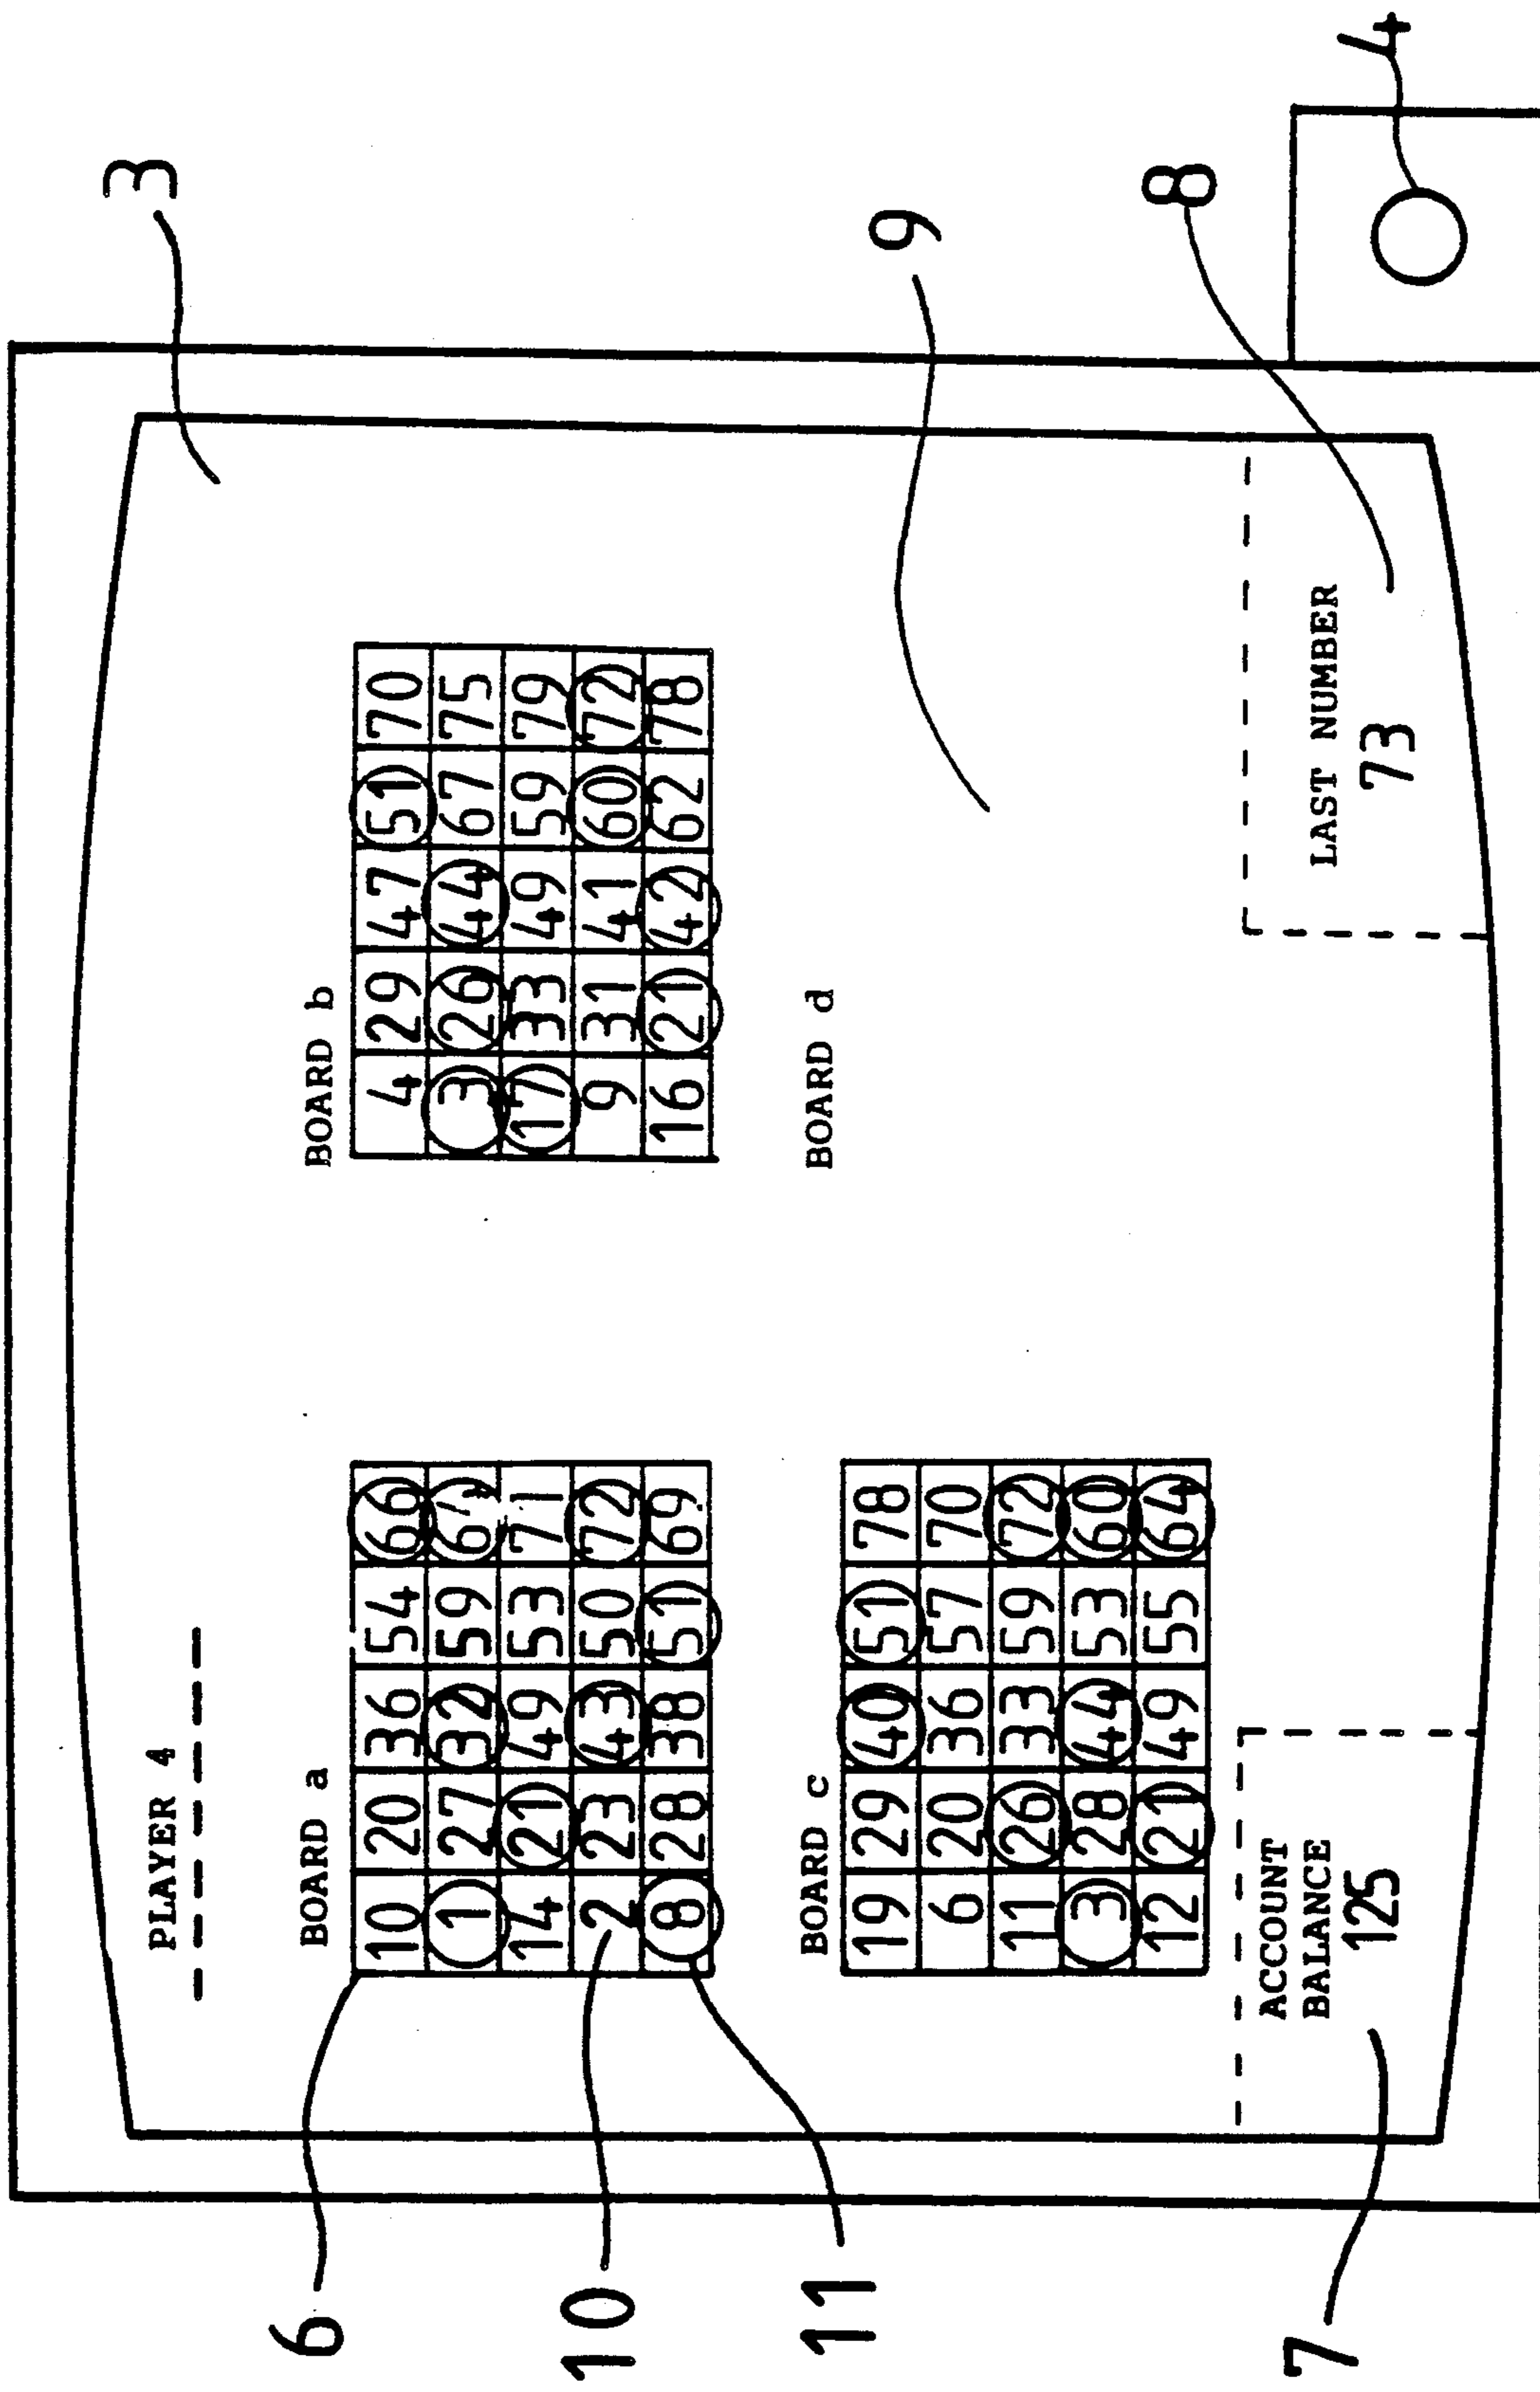 3
PLAYER 4
6
BOARD a
10 20 36 54 66
1 27 32 59
14 21 49 53 71
2 23 43 50 72
8 28 38 51 69
BOARD b
4 29 47 51 70
3 26 44 67 75
17 33 49 59 79
9 31 41 60 72
16 21 42 62 78
10
11
9
BOARD c
19 29 40 51 78
6 20 36 57 70
11 26 33 59 72
3 28 44 53 60
12 21 49 55 64
BOARD d
8
7
ACCOUNT
BALANCE
125
LAST NUMBER
73
4